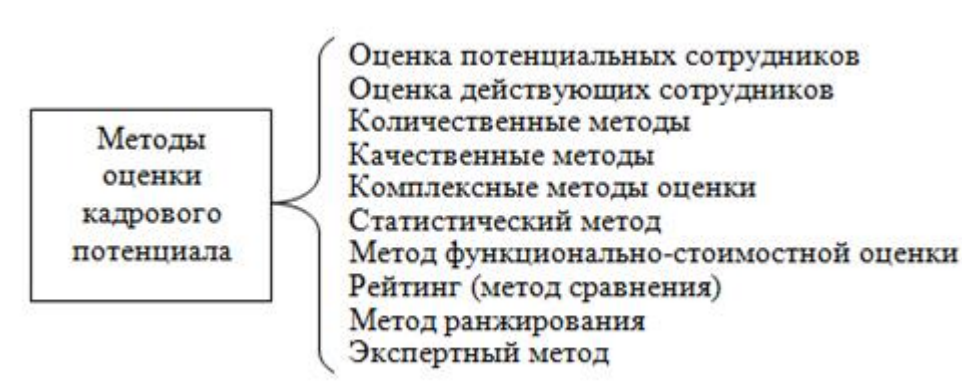 Методы
оценки
кадрового
потенциала
Оценка потенциальных сотрудников
Оценка действующих сотрудников
Количественные методы
Качественные методы
Комплексные методы оценки
Статистический метод
Метод функционально-стоимостной оценки
Рейтинг (метод сравнения)
Метод ранжирования
Экспертный метод